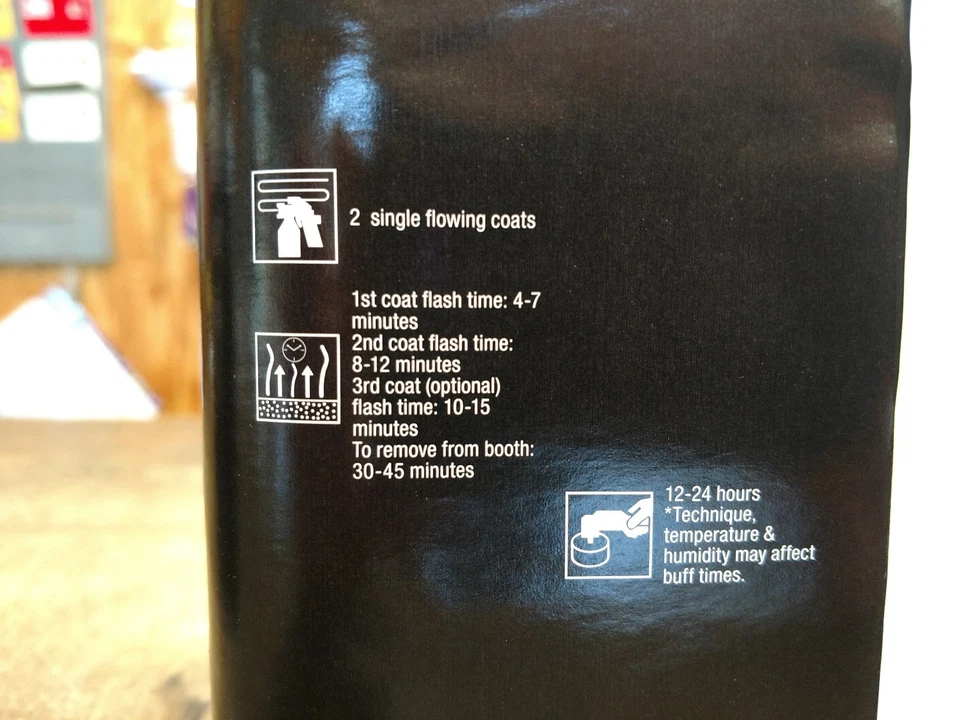 2 single flowing coats
1st coat flash time: 4-7
minutes
2nd coat flash time:
8-12 minutes
3rd coat (optional)
flash time: 10-15
minutes
To remove from booth:
30-45 minutes
12-24 hours
*Technique,
temperature &
humidity may affect
buff times.